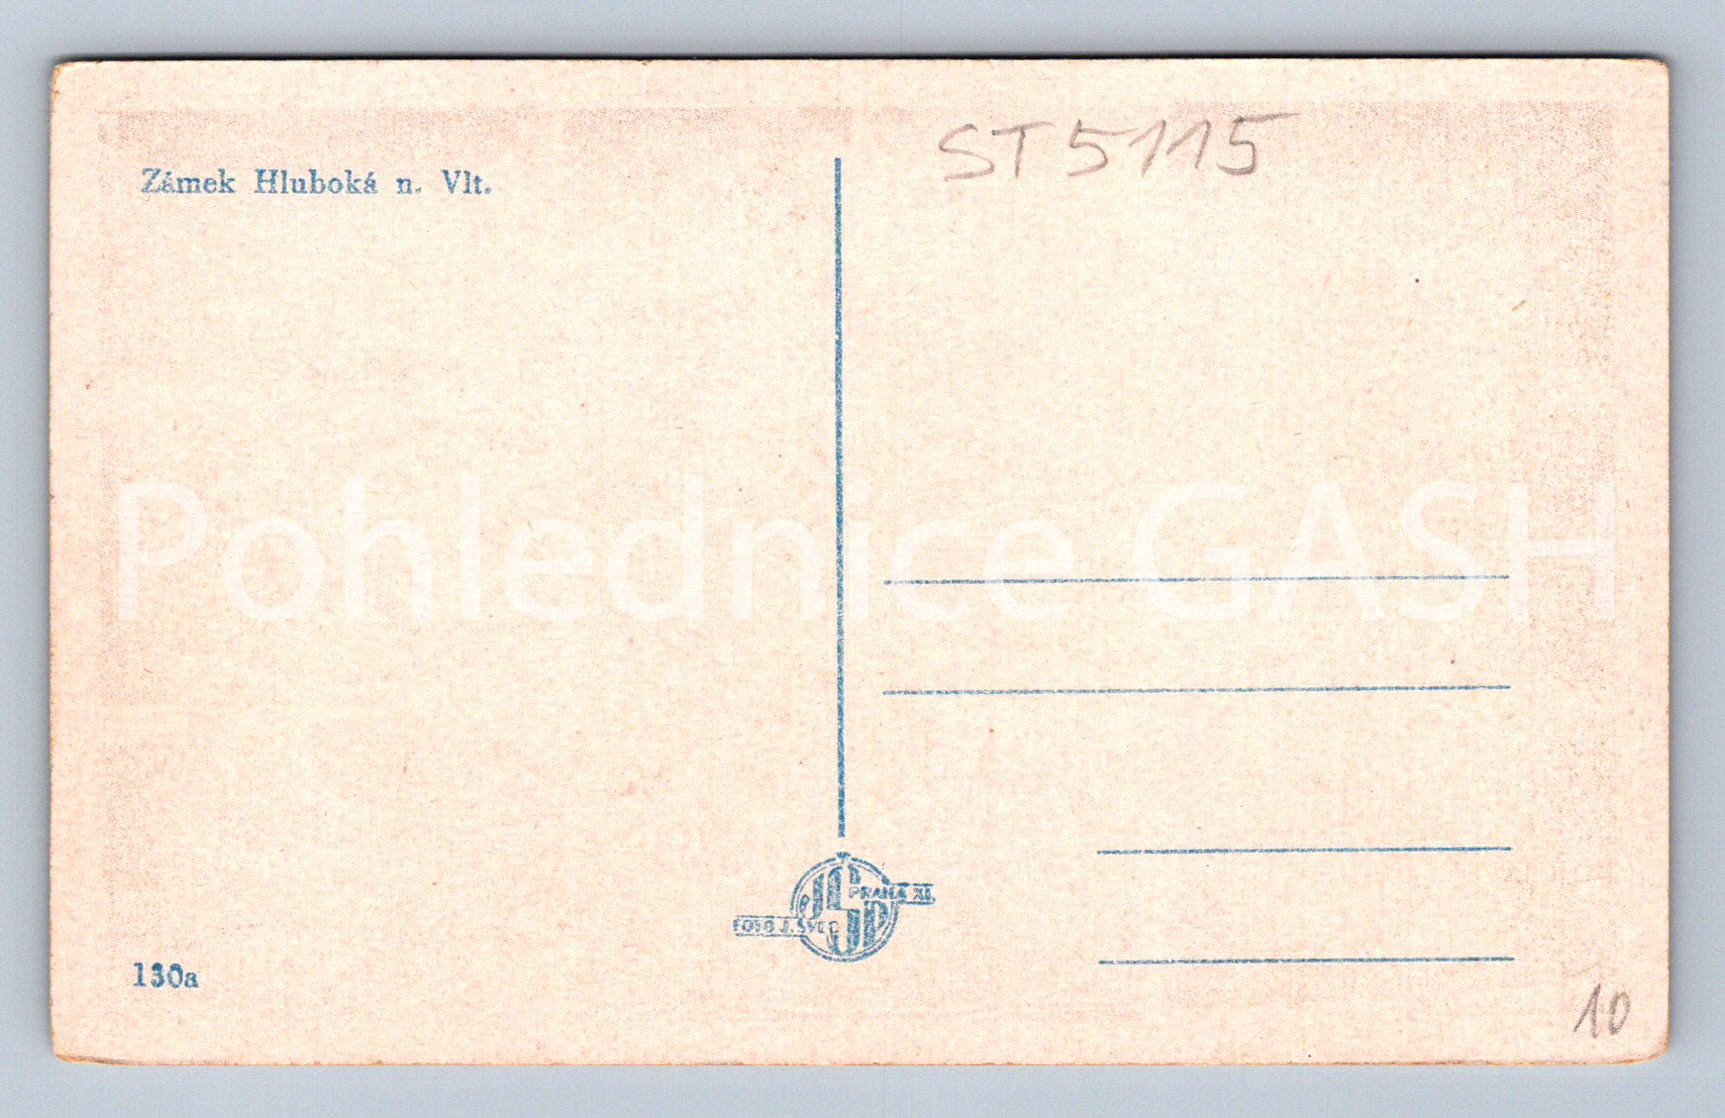 ST5115
Zámek Hluboká n. Vlt.
Pohlednice GASH
PRAHA XI.
FOTO J. ŠVEC
130a
10